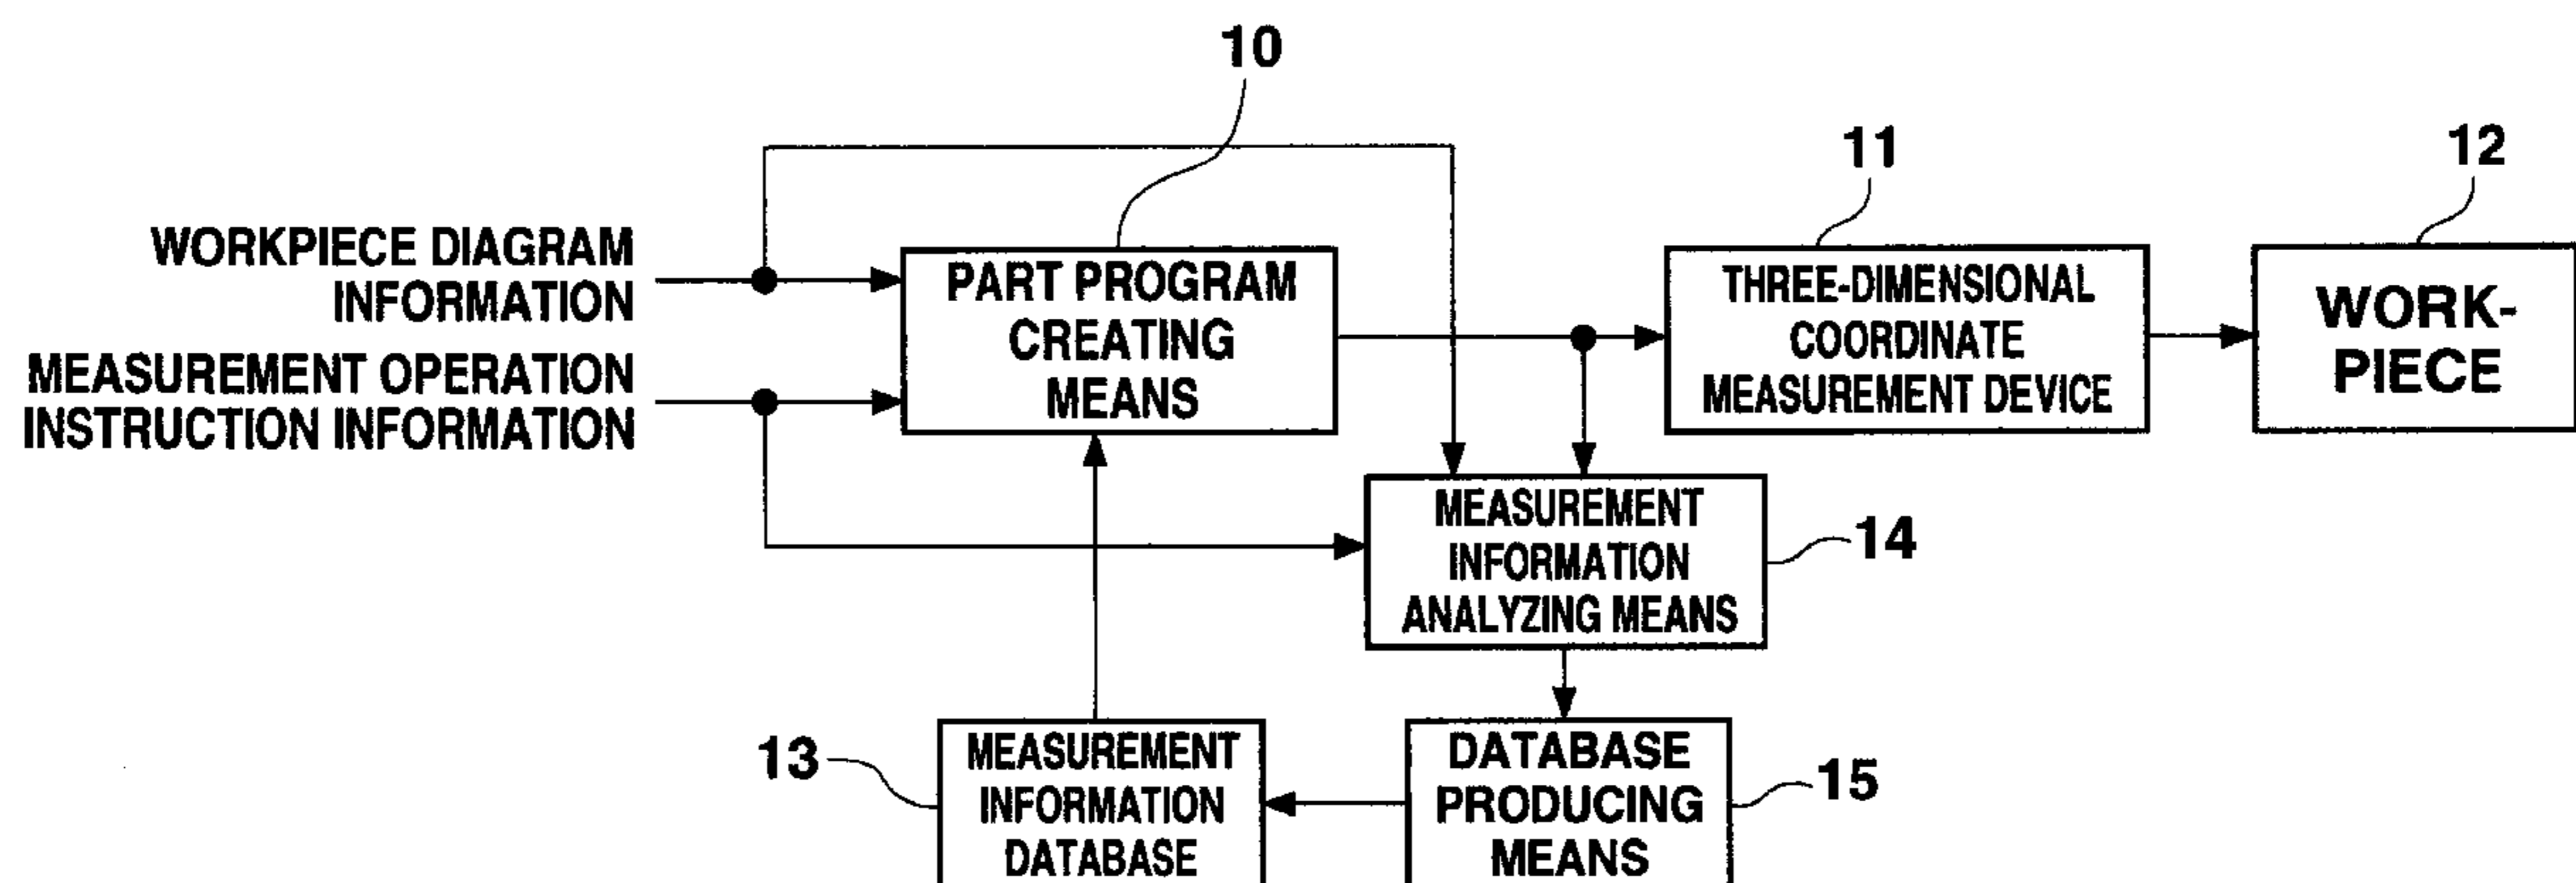 10
11
12
WORKPIECE DIAGRAM
INFORMATION
MEASUREMENT OPERATION
INSTRUCTION INFORMATION
PART PROGRAM
CREATING
MEANS
THREE-DIMENSIONAL
COORDINATE
MEASUREMENT DEVICE
WORK-
PIECE
MEASUREMENT
INFORMATION
ANALYZING MEANS
14
13
MEASUREMENT
INFORMATION
DATABASE
DATABASE
PRODUCING
MEANS
15